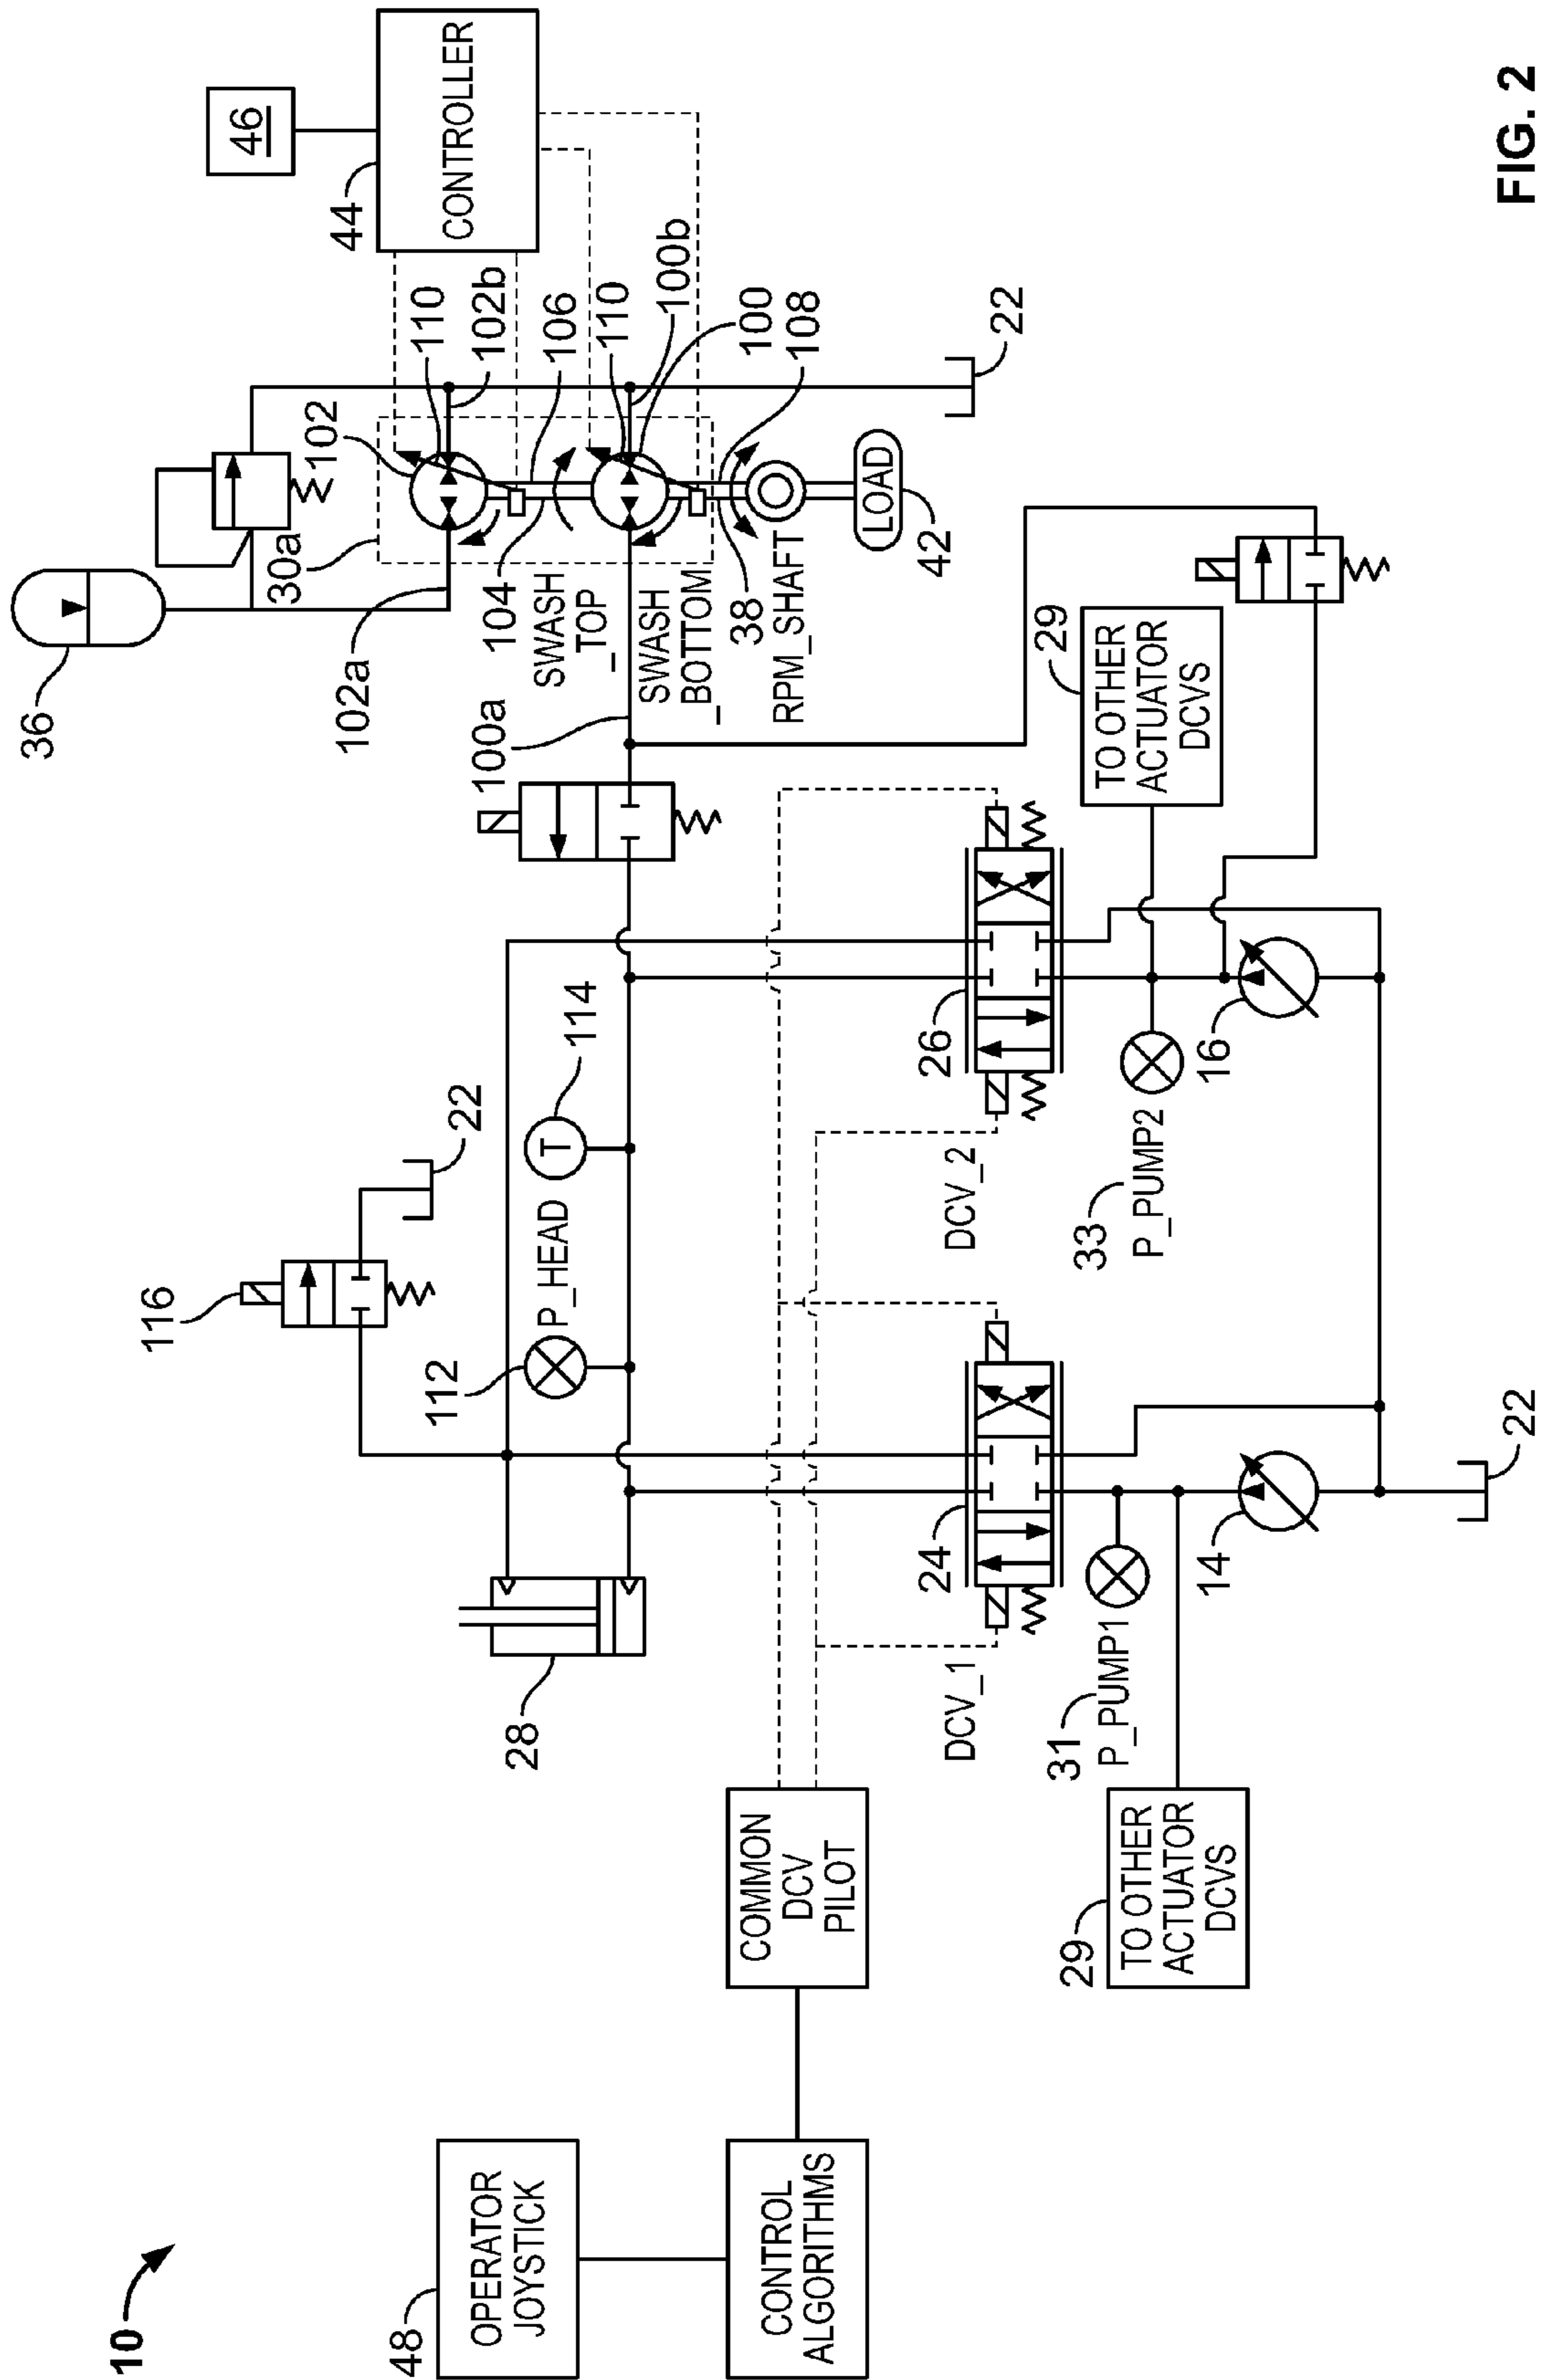 10
48
OPERATOR
JOYSTICK
CONTROL
ALGORITHMS
COMMON
DCV
PILOT
28
116
22
112
P_HEAD
T
114
DCV_1
24
31
P_PUMP1
29
TO OTHER
ACTUATOR
DCVS
14
22
DCV_2
26
33
P_PUMP2
16
29
TO OTHER
ACTUATOR
DCVS
36
102a
30a
102
100a
104
SWASH
_TOP
SWASH
_BOTTOM
38
RPM_SHAFT
110
102b
106
110
100b
100
108
LOAD
42
22
44
CONTROLLER
46
FIG. 2